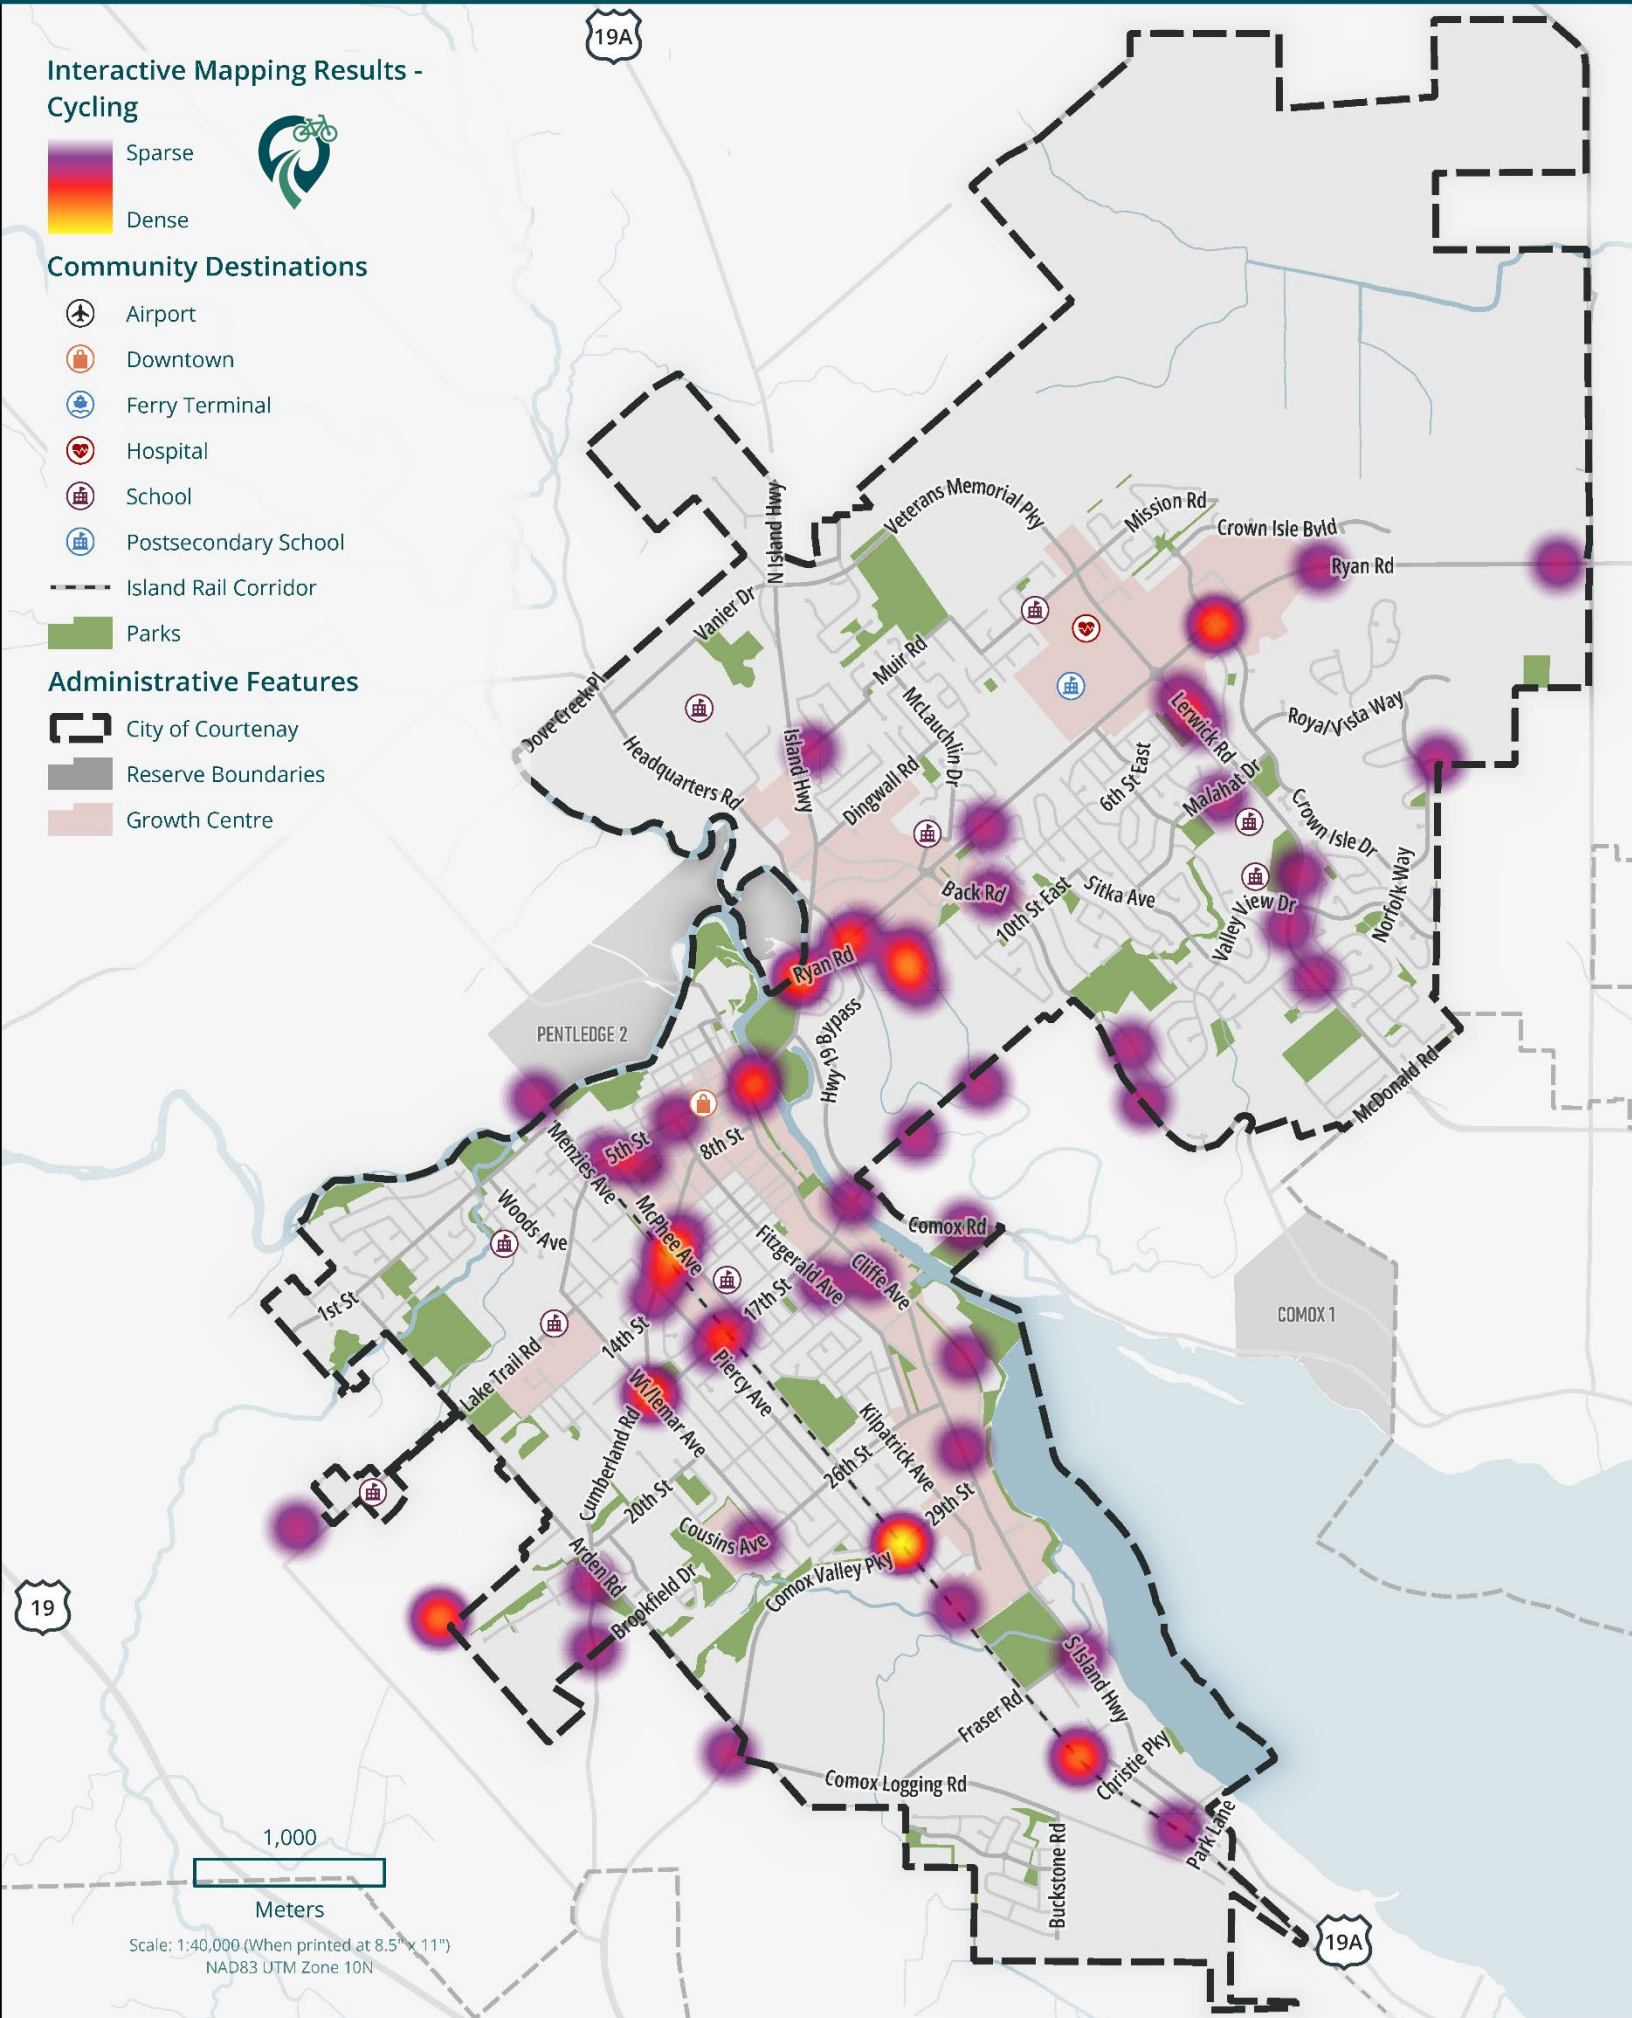 19A
Interactive Mapping Results -
Cycling
Sparse
Dense
Community Destinations
Airport
Downtown
Ferry Terminal
Hospital
School
Postsecondary School
Island Rail Corridor
Parks
Administrative Features
City of Courtenay
Reserve Boundaries
Growth Centre
Veterans Memorial Pky
Mission Rd
Crown Isle Bvld
Ryan Rd
N Island Hwy
Vanier Dr
Muir Rd
Dove Creek Pl
McLauchlin Dr
Lerwick Rd
Royal Vista Way
Island Hwy
Headquarters Rd
Dingwall Rd
6th St East
Malahat Dr
Crown Isle Dr
Back Rd
10th St East
Sitka Ave
Valley View Dr
Norfolk Way
Ryan Rd
Hwy 19 Bypass
PENTLEDGE 2
McDonald Rd
Menzies Ave
5th St
8th St
Woods Ave
McPhee Ave
Fitzgerald Ave
Cliffe Ave
Comox Rd
17th St
COMOX 1
1st St
14th St
Lake Trail Rd
Piercy Ave
Willemar Ave
Cumberland Rd
Kilpatrick Ave
26th St
29th St
20th St
Cousins Ave
Arden Rd
Brookfield Dr
Comox Valley Pky
19
S Island Hwy
Fraser Rd
Christie Pky
Comox Logging Rd
Park Lane
Buckstone Rd
1,000
Meters
Scale: 1:40,000 (When printed at 8.5" x 11")
NAD83 UTM Zone 10N
19A